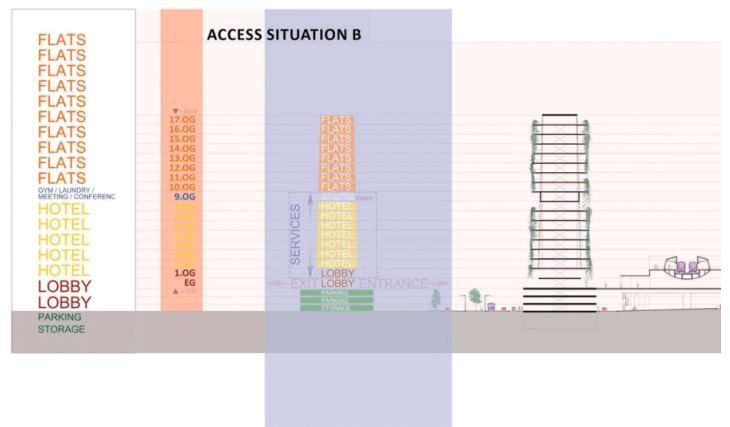 ACCESS SITUATION B
FLATS
FLATS
FLATS
FLATS
FLATS
FLATS
FLATS
FLATS
FLATS
FLATS
GYM / LAUNDRY /
MEETING / CONFERENC
HOTEL
HOTEL
HOTEL
HOTEL
HOTEL
LOBBY
LOBBY
PARKING
STORAGE
17.OG
16.OG
15.OG
14.OG
13.OG
12.OG
11.OG
10.OG
9.OG
1.OG
EG
FLATS
FLATS
FLATS
FLATS
FLATS
FLATS
FLATS
FLATS
SERVICES
HOTEL
HOTEL
HOTEL
HOTEL
HOTEL
HOTEL
HOTEL
LOBBY
EXIT LOBBY ENTRANCE
PARKING
PARKING
STORAGE